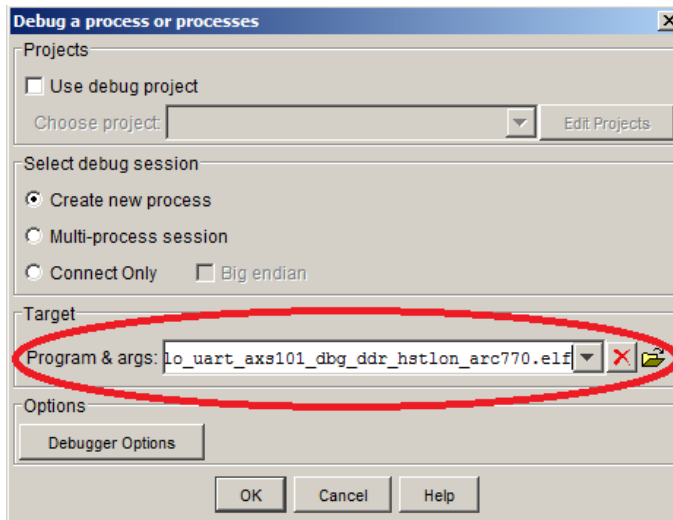 Debug a process or processes
Projects
Use debug project
Choose project:
Edit Projects
Select debug session
Create new process
Multi-process session
Connect Only
Big endian
Target
Program & args:
lo_uart_axs101_dbg_ddr_hstlon_arc770.elf
Options
Debugger Options
OK
Cancel
Help